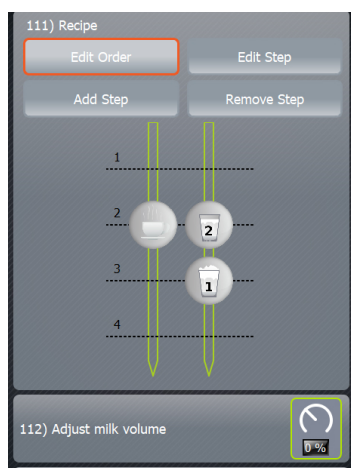 111) Recipe
Edit Order Edit Step
Add Step Remove Step
1
2
2
3
1
4
112) Adjust milk volume
0 %